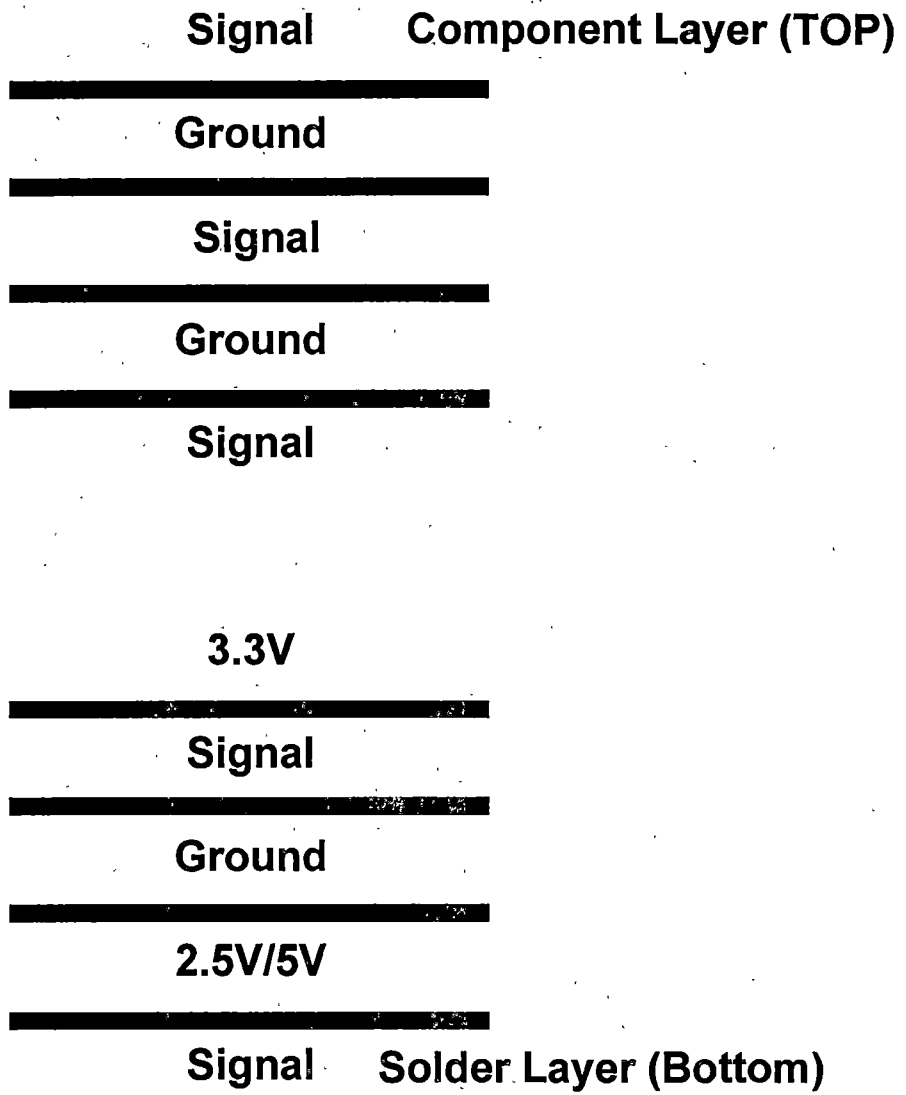 Signal Component Layer (TOP)
Ground
Signal
Ground
Signal
3.3V
Signal
Ground
2.5V/5V
Signal Solder Layer (Bottom)